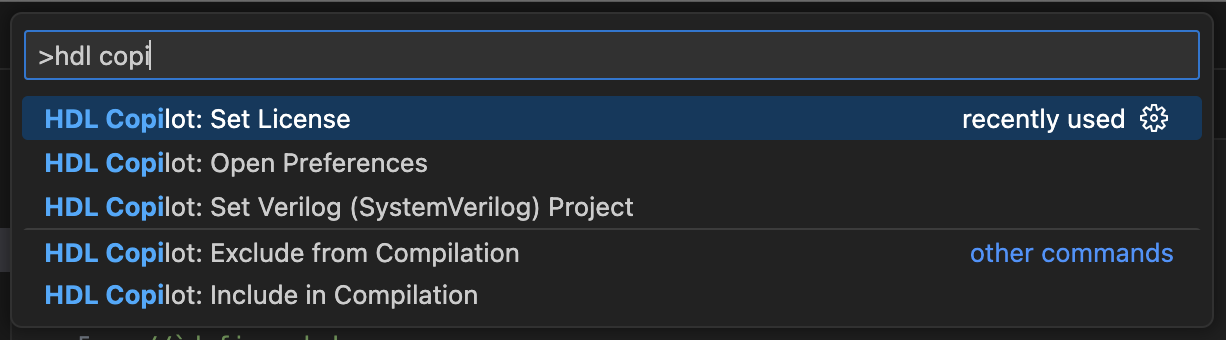 >hdl copi
HDL Copilot: Set License recently used
HDL Copilot: Open Preferences
HDL Copilot: Set Verilog (SystemVerilog) Project
HDL Copilot: Exclude from Compilation other commands
HDL Copilot: Include in Compilation